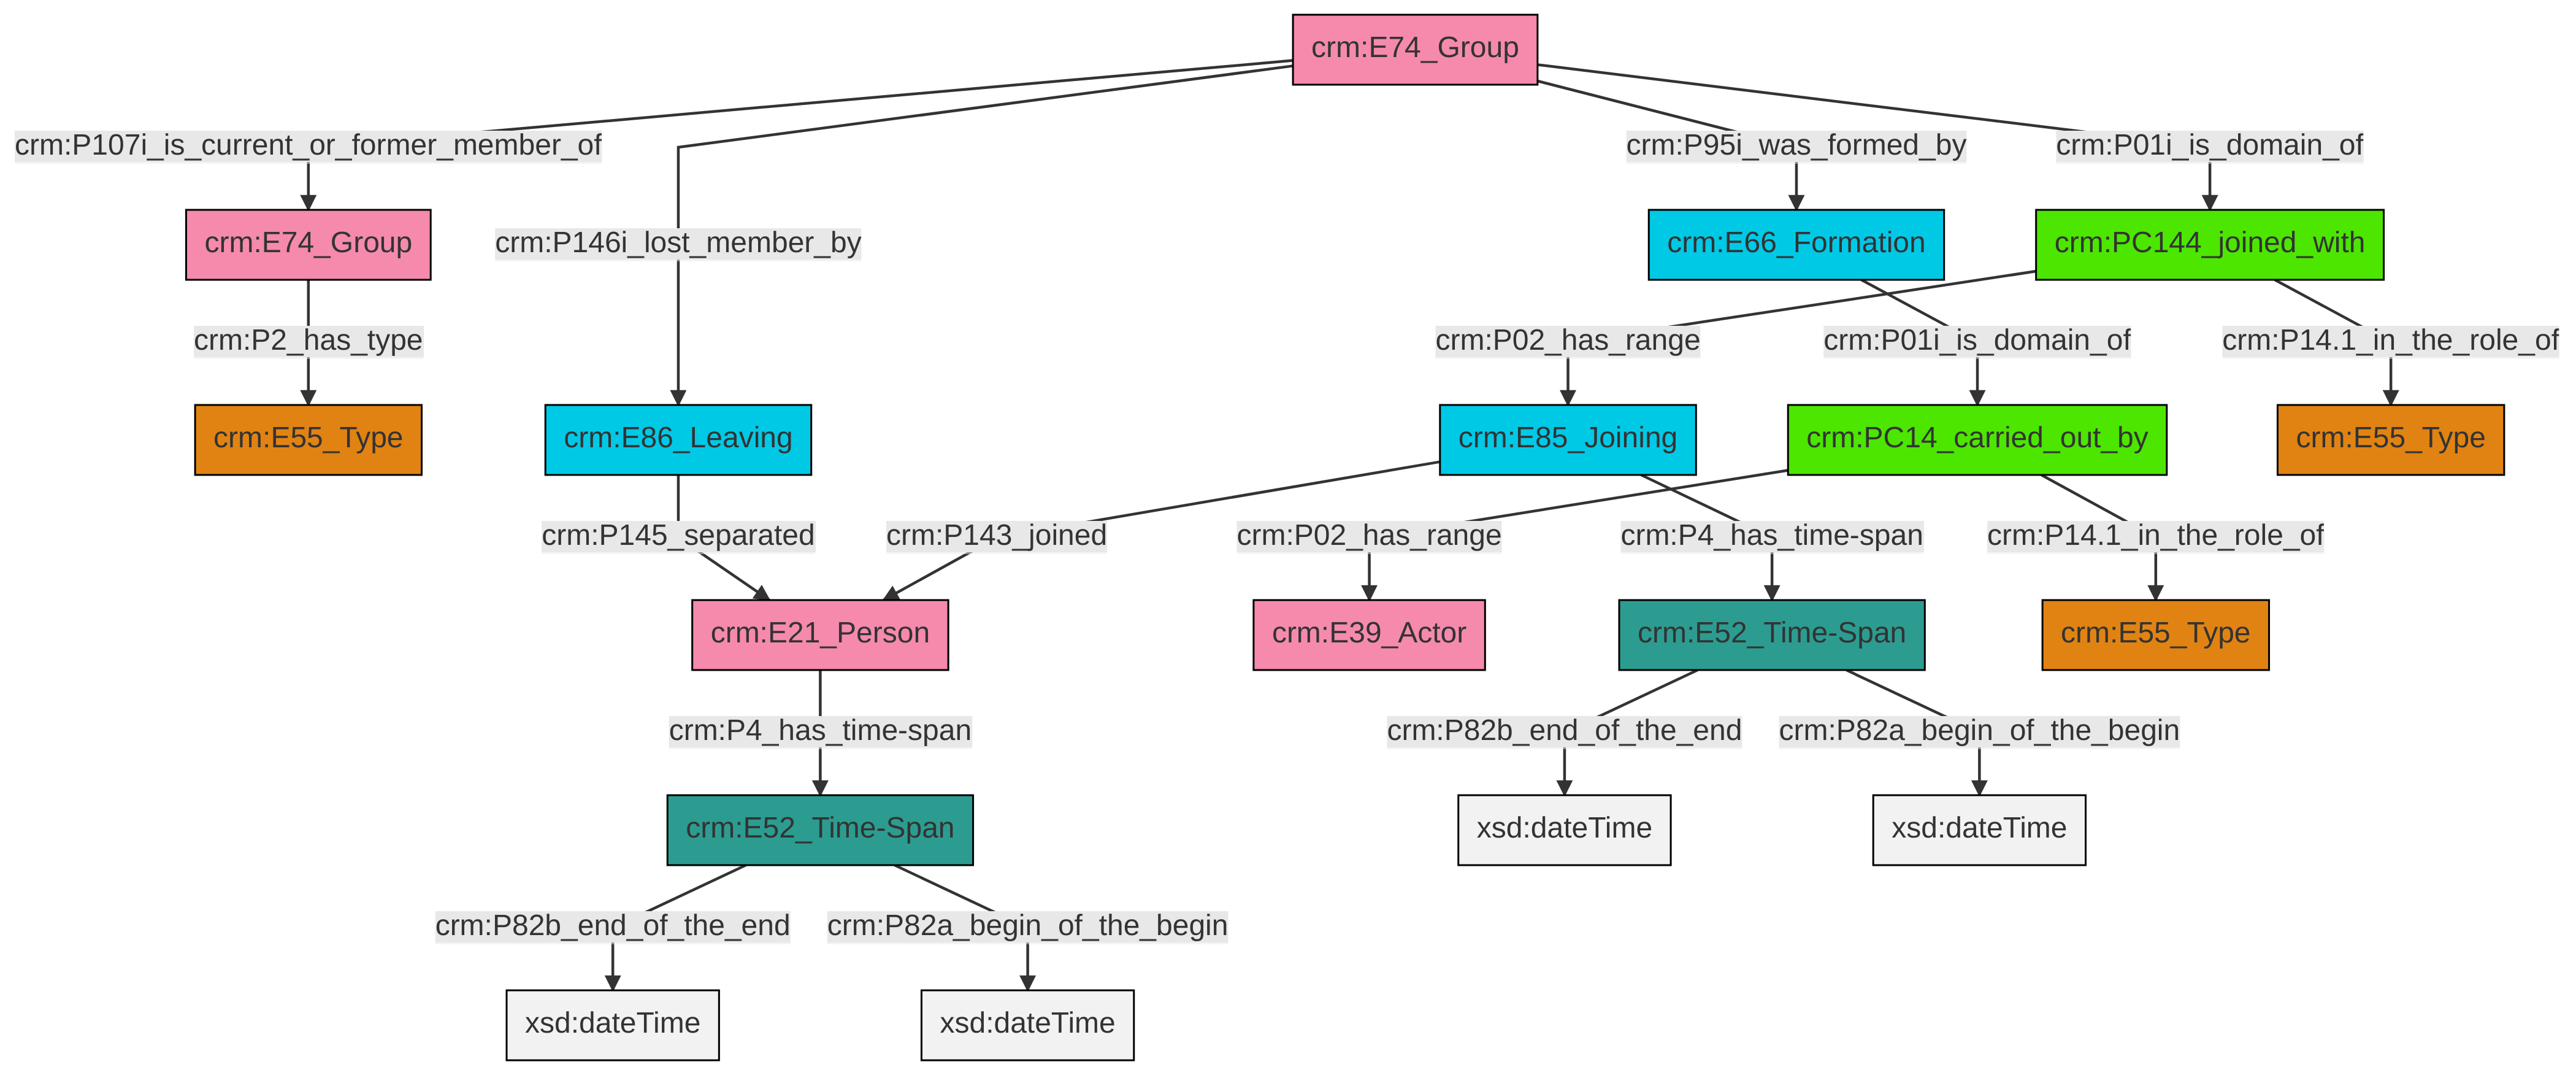 crm:E74_Group
crm:P107i_is_current_or_former_member_of
crm:P95i_was_formed_by
crm:P01i_is_domain_of
crm:E74_Group
crm:P146i_lost_member_by
crm:E66_Formation
crm:PC144_joined_with
crm:P2_has_type
crm:P02_has_range
crm:P01i_is_domain_of
crm:P14.1_in_the_role_of
crm:E55_Type
crm:E86_Leaving
crm:E85_Joining
crm:PC14_carried_out_by
crm:E55_Type
crm:P145_separated
crm:P143_joined
crm:P02_has_range
crm:P4_has_time-span
crm:P14.1_in_the_role_of
crm:E21_Person
crm:E39_Actor
crm:E52_Time-Span
crm:E55_Type
crm:P4_has_time-span
crm:P82b_end_of_the_end
crm:P82a_begin_of_the_begin
crm:E52_Time-Span
xsd:dateTime
xsd:dateTime
crm:P82b_end_of_the_end
crm:P82a_begin_of_the_begin
xsd:dateTime
xsd:dateTime